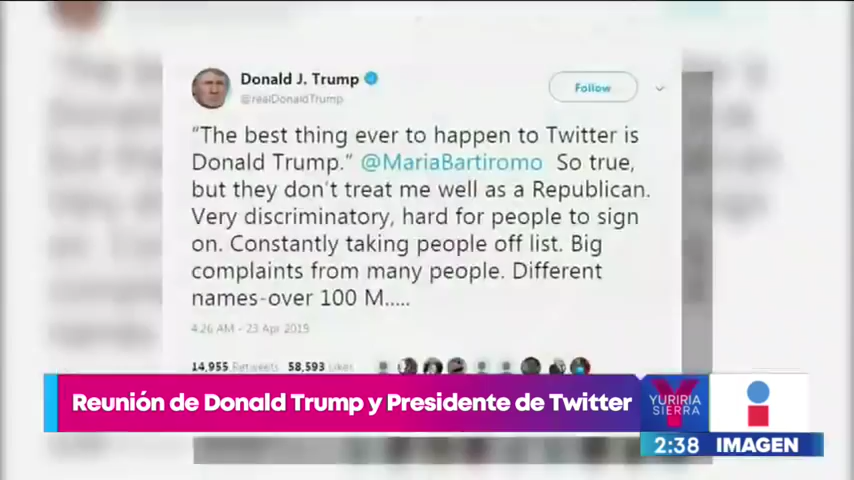 Donald J. Trump
@realDonaldTrump
Follow
"The best thing ever to happen to Twitter is
Donald Trump." @MariaBartiromo So true,
but they don't treat me well as a Republican.
Very discriminatory, hard for people to sign
on. Constantly taking people off list. Big
complaints from many people. Different
names-over 100 M.....
4:26 AM - 23 Apr 2019
14,955 Retweets 58,593 Likes
Reunión de Donald Trump y Presidente de Twitter
YURIRIA
SIERRA
2:38 IMAGEN